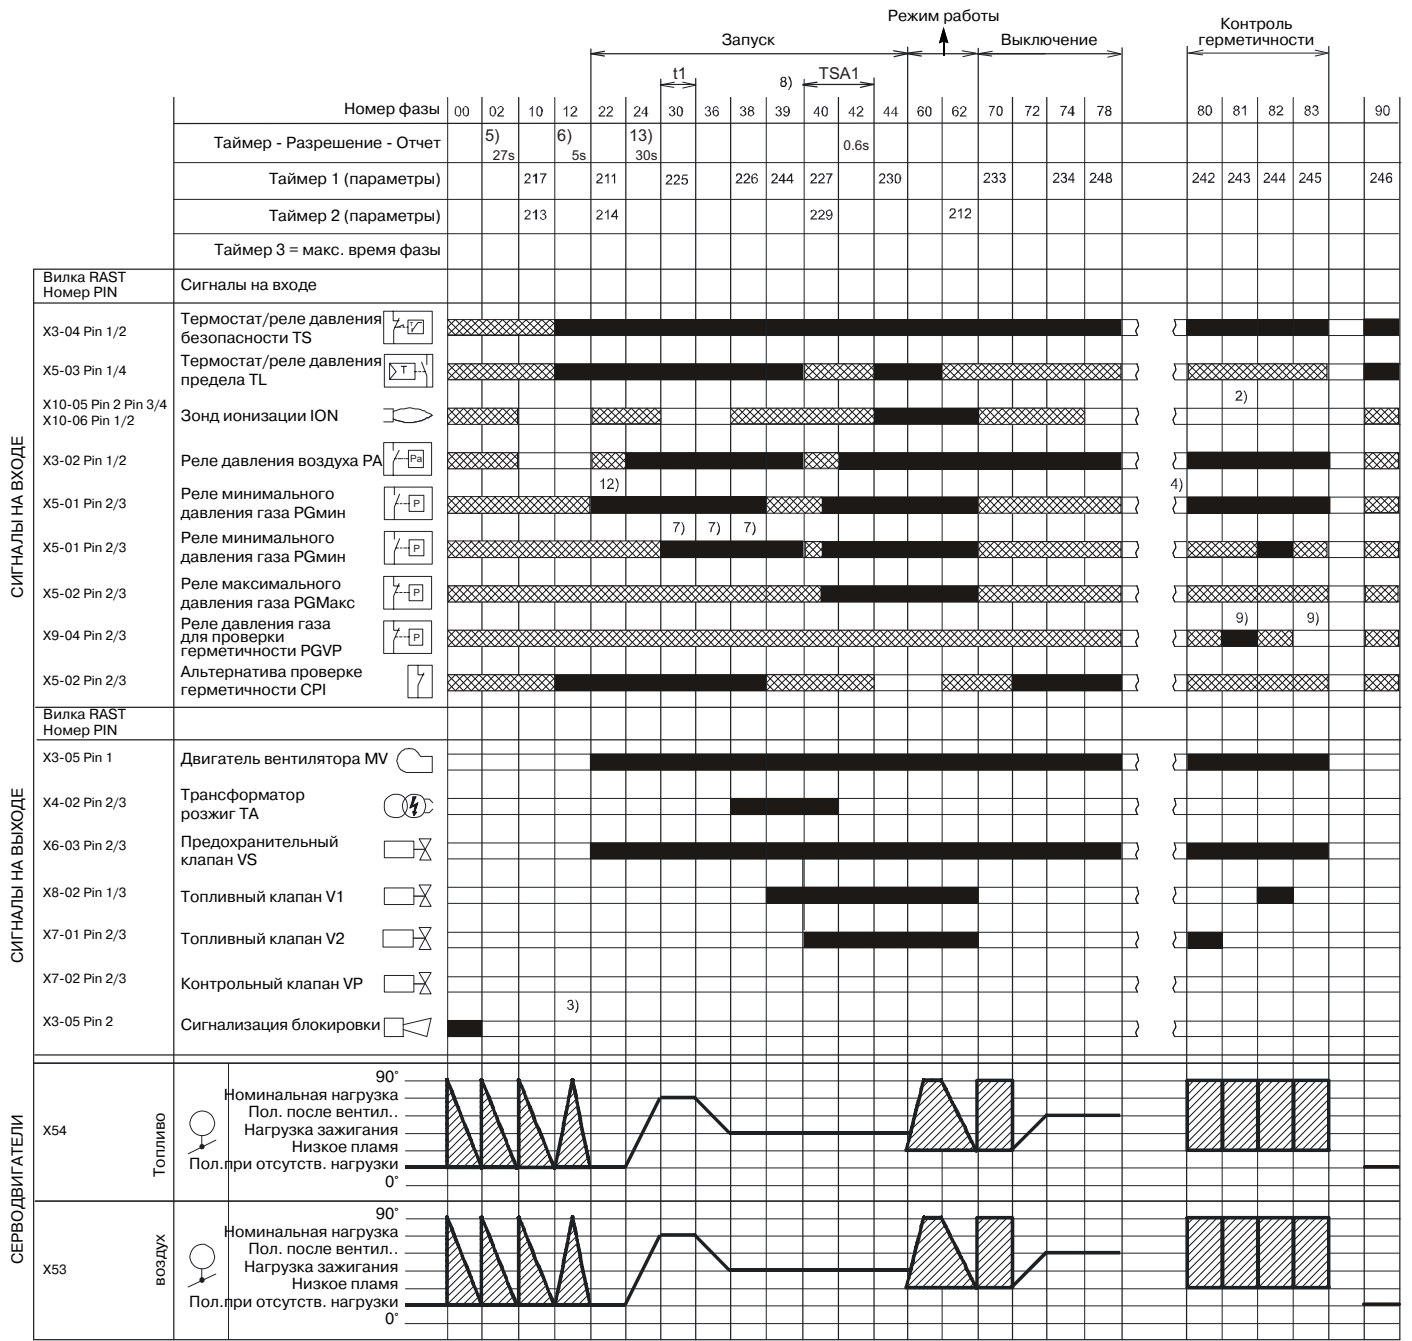 Режим работы
Запуск
Выключение
Контроль
герметичности
t1
8)
TSA1
Номер фазы 00 02 10 12 22 24 30 36 38 39 40 42 44 60 62 70 72 74 78 80 81 82 83 90
Таймер - Разрешение - Отчет 5) 27s 6) 5s 13) 30s 0.6s
Таймер 1 (параметры) 217 211 225 226 244 227 230 233 234 248 242 243 244 245 246
Таймер 2 (параметры) 213 214 229 212
Таймер 3 = макс. время фазы
СИГНАЛЫ НА ВХОДЕ
Вилка RAST
Номер PIN
Сигналы на входе
X3-04 Pin 1/2
Термостат/реле давления
безопасности TS
X5-03 Pin 1/4
Термостат/реле давления
предела TL
T
X10-05 Pin 2 Pin 3/4
X10-06 Pin 1/2
Зонд ионизации ION
2)
X3-02 Pin 1/2
Реле давления воздуха PA
Pa
12)
4)
X5-01 Pin 2/3
Реле минимального
давления газа PGмин
P
7) 7) 7)
X5-01 Pin 2/3
Реле минимального
давления газа PGмин
P
X5-02 Pin 2/3
Реле максимального
давления газа PGМакс
P
X9-04 Pin 2/3
Реле давления газа
для проверки
герметичности PGVP
P
9) 9)
X5-02 Pin 2/3
Альтернатива проверке
герметичности CPI
СИГНАЛЫ НА ВЫХОДЕ
Вилка RAST
Номер PIN
X3-05 Pin 1
Двигатель вентилятора MV
X4-02 Pin 2/3
Трансформатор
розжиг TA
X6-03 Pin 2/3
Предохранительный
клапан VS
X8-02 Pin 1/3
Топливный клапан V1
X7-01 Pin 2/3
Топливный клапан V2
X7-02 Pin 2/3
Контрольный клапан VP
3)
X3-05 Pin 2
Сигнализация блокировки
СЕРВОДВИГАТЕЛИ
X54
Топливо
90°
Номинальная нагрузка
Пол. после вентил..
Нагрузка зажигания
Низкое пламя
Пол.при отсутств. нагрузки
0°
X53
воздух
90°
Номинальная нагрузка
Пол. после вентил..
Нагрузка зажигания
Низкое пламя
Пол.при отсутств. нагрузки
0°